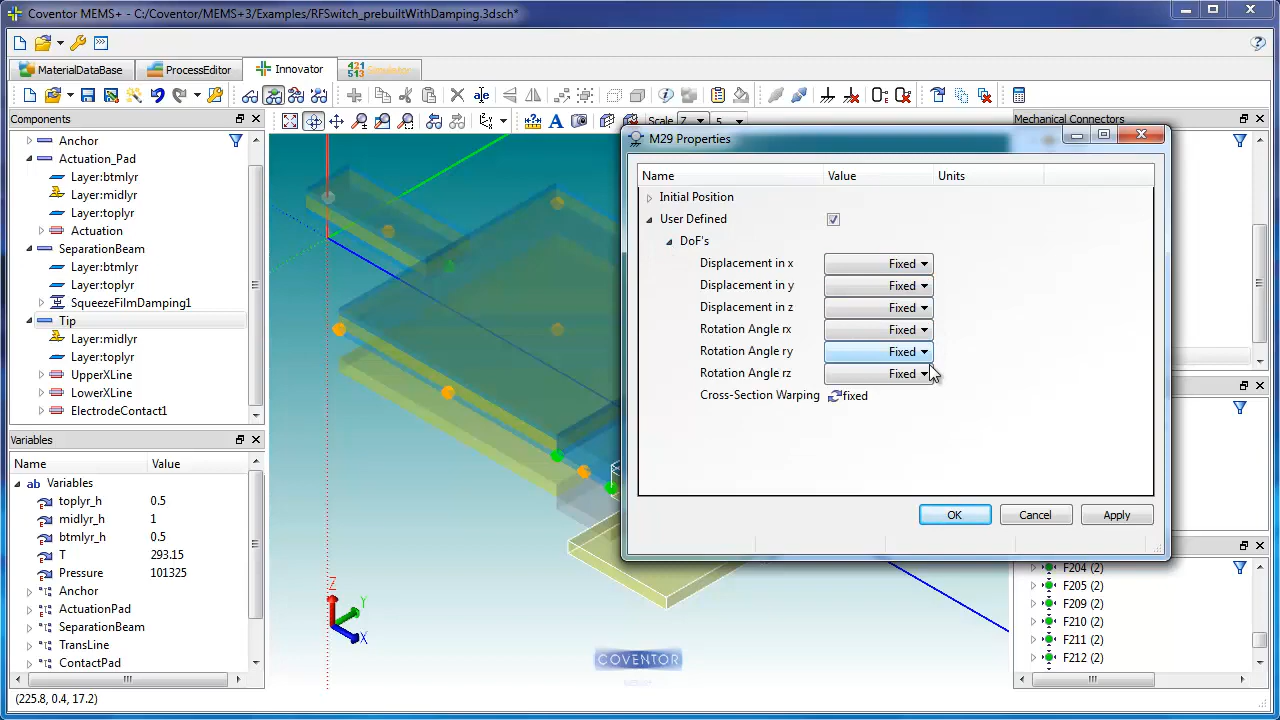 Coventor MEMS+ - C:/Coventor/MEMS+3/Examples/RFSwitch_prebuiltWithDamping.3dsch*
MaterialDataBase
ProcessEditor
Innovator
Simulator
Scale
Z
5
Components
Anchor
Actuation_Pad
Layer:btmlyr
Layer:midlyr
Layer:toplyr
Actuation
SeparationBeam
Layer:btmlyr
Layer:toplyr
SqueezeFilmDamping1
Tip
Layer:midlyr
Layer:toplyr
UpperXLine
LowerXLine
ElectrodeContact1
Variables
Name Value
Variables
toplyr_h 0.5
midlyr_h 1
btmlyr_h 0.5
T 293.15
Pressure 101325
Anchor
ActuationPad
SeparationBeam
TransLine
ContactPad
(225.8, 0.4, 17.2)
Z
Y
X
COVENTOR
Mechanical Connectors
M29 Properties
Name Value Units
Initial Position
User Defined
DoF's
Displacement in x Fixed
Displacement in y Fixed
Displacement in z Fixed
Rotation Angle rx Fixed
Rotation Angle ry Fixed
Rotation Angle rz Fixed
Cross-Section Warping fixed
OK Cancel Apply
F204 (2)
F205 (2)
F209 (2)
F210 (2)
F211 (2)
F212 (2)